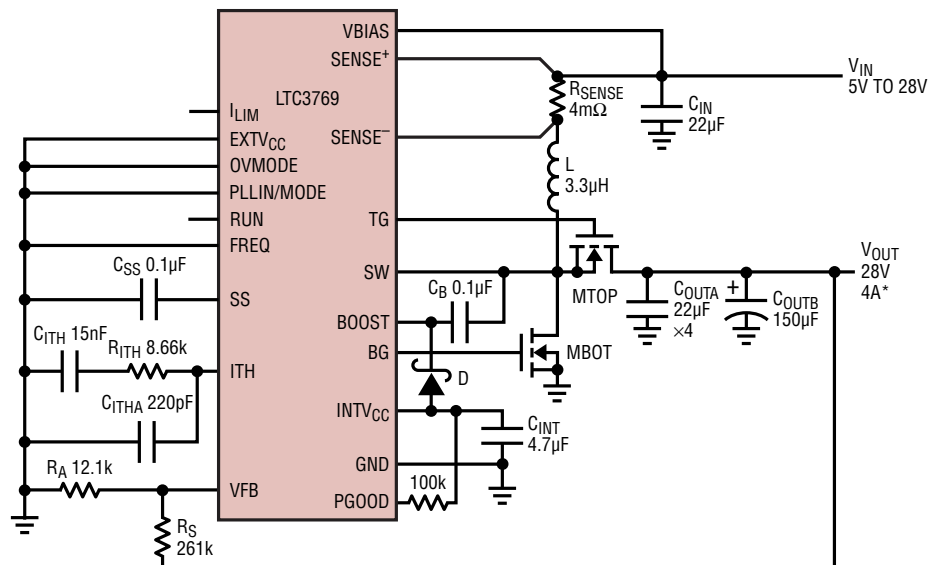 VBIAS
SENSE+
LTC3769
VIN
5V TO 28V
RSENSE
4mΩ
CIN
22µF
ILIM
EXTVCC
SENSE–
OVMODE
L
3.3µH
PLLIN/MODE
RUN
TG
FREQ
VOUT
28V
4A*
CSS 0.1µF
SW
MTOP
COUTA
22µF
×4
+
COUTB
150µF
SS
CB 0.1µF
CITH 15nF
BOOST
RITH 8.66k
BG
MBOT
ITH
D
CITHA 220pF
INTVCC
CINT
4.7µF
RA 12.1k
GND
100k
VFB
PGOOD
RS
261k